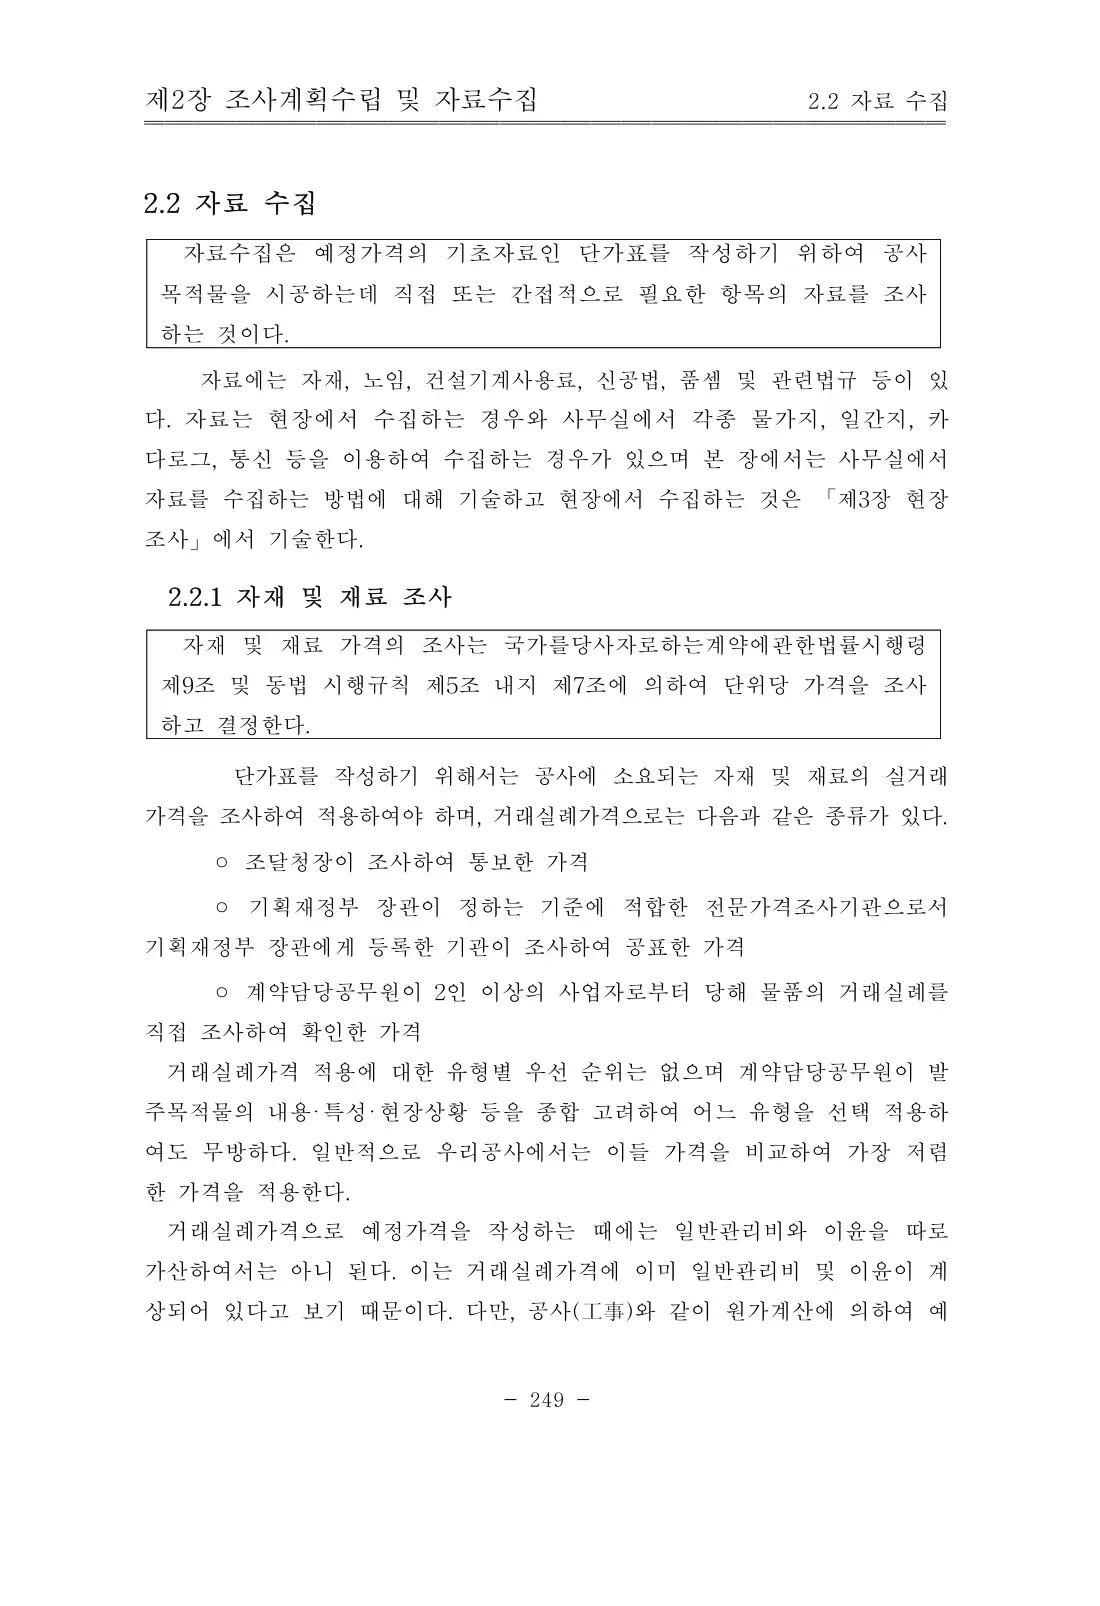 제2장 조사계획수립 및 자료수집 2.2 자료 수집
2.2 자료 수집
자료수집은 예정가격의 기초자료인 단가표를 작성하기 위하여 공사
목적물을 시공하는데 직접 또는 간접적으로 필요한 항목의 자료를 조사
하는 것이다.
자료에는 자재, 노임, 건설기계사용료, 신공법, 품셈 및 관련법규 등이 있
다. 자료는 현장에서 수집하는 경우와 사무실에서 각종 물가지, 일간지, 카
다로그, 통신 등을 이용하여 수집하는 경우가 있으며 본 장에서는 사무실에서
자료를 수집하는 방법에 대해 기술하고 현장에서 수집하는 것은 「제3장 현장
조사」에서 기술한다.
2.2.1 자재 및 재료 조사
자재 및 재료 가격의 조사는 국가를당사자로하는계약에관한법률시행령
제9조 및 동법 시행규칙 제5조 내지 제7조에 의하여 단위당 가격을 조사
하고 결정한다.
단가표를 작성하기 위해서는 공사에 소요되는 자재 및 재료의 실거래
가격을 조사하여 적용하여야 하며, 거래실례가격으로는 다음과 같은 종류가 있다.
○ 조달청장이 조사하여 통보한 가격
○ 기획재정부 장관이 정하는 기준에 적합한 전문가격조사기관으로서
기획재정부 장관에게 등록한 기관이 조사하여 공표한 가격
○ 계약담당공무원이 2인 이상의 사업자로부터 당해 물품의 거래실례를
직접 조사하여 확인한 가격
거래실례가격 적용에 대한 유형별 우선 순위는 없으며 계약담당공무원이 발
주목적물의 내용·특성·현장상황 등을 종합 고려하여 어느 유형을 선택 적용하
여도 무방하다. 일반적으로 우리공사에서는 이들 가격을 비교하여 가장 저렴
한 가격을 적용한다.
거래실례가격으로 예정가격을 작성하는 때에는 일반관리비와 이윤을 따로
가산하여서는 아니 된다. 이는 거래실례가격에 이미 일반관리비 및 이윤이 계
상되어 있다고 보기 때문이다. 다만, 공사(工事)와 같이 원가계산에 의하여 예
- 249 -